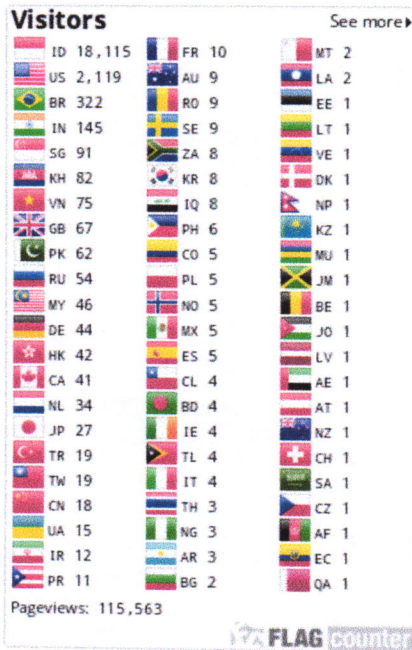 Visitors
See more
ID 18,115
US 2,119
BR 322
IN 145
SG 91
KH 82
VN 75
GB 67
PK 62
RU 54
MY 46
DE 44
HK 42
CA 41
NL 34
JP 27
TR 19
TW 19
CN 18
UA 15
IR 12
PR 11
FR 10
AU 9
RO 9
SE 9
ZA 8
KR 8
IQ 8
PH 6
CO 5
PL 5
NO 5
MX 5
ES 5
CL 4
BD 4
IE 4
TL 4
IT 4
TH 3
NG 3
AR 3
BG 2
MT 2
LA 2
EE 1
LT 1
VE 1
DK 1
NP 1
KZ 1
MU 1
JM 1
BE 1
JO 1
LV 1
AE 1
AT 1
NZ 1
CH 1
SA 1
CZ 1
AF 1
EC 1
QA 1
Pageviews: 115,563
FLAG counter